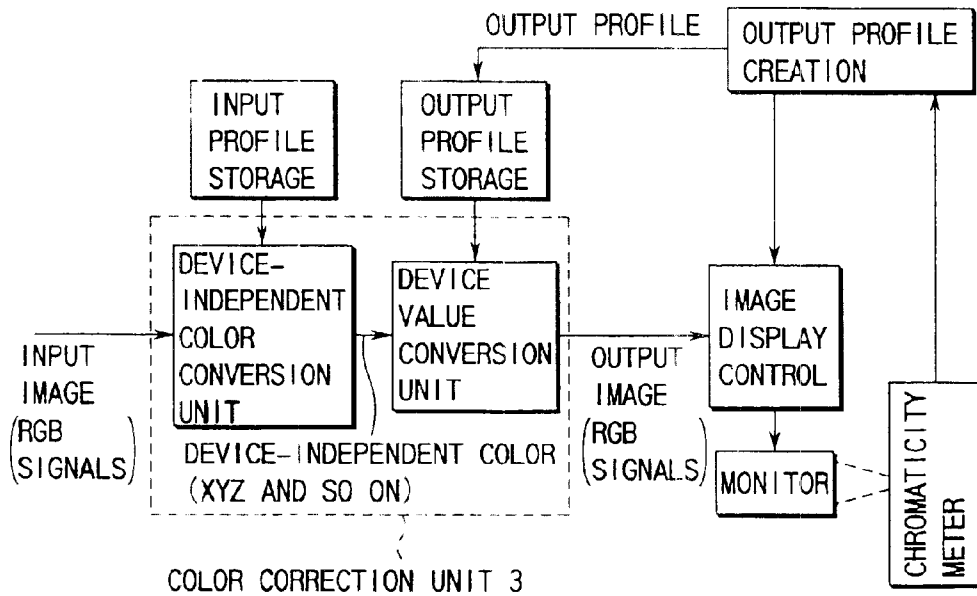 OUTPUT PROFILE
OUTPUT PROFILE
CREATION
INPUT
PROFILE
STORAGE
OUTPUT
PROFILE
STORAGE
DEVICE-
INDEPENDENT
COLOR
CONVERSION
UNIT
DEVICE
VALUE
CONVERSION
UNIT
IMAGE
DISPLAY
CONTROL
INPUT
IMAGE
(RGB
SIGNALS)
OUTPUT
IMAGE
(RGB
SIGNALS)
DEVICE-INDEPENDENT COLOR
(XYZ AND SO ON)
MONITOR
CHROMATICITY
METER
COLOR CORRECTION UNIT 3